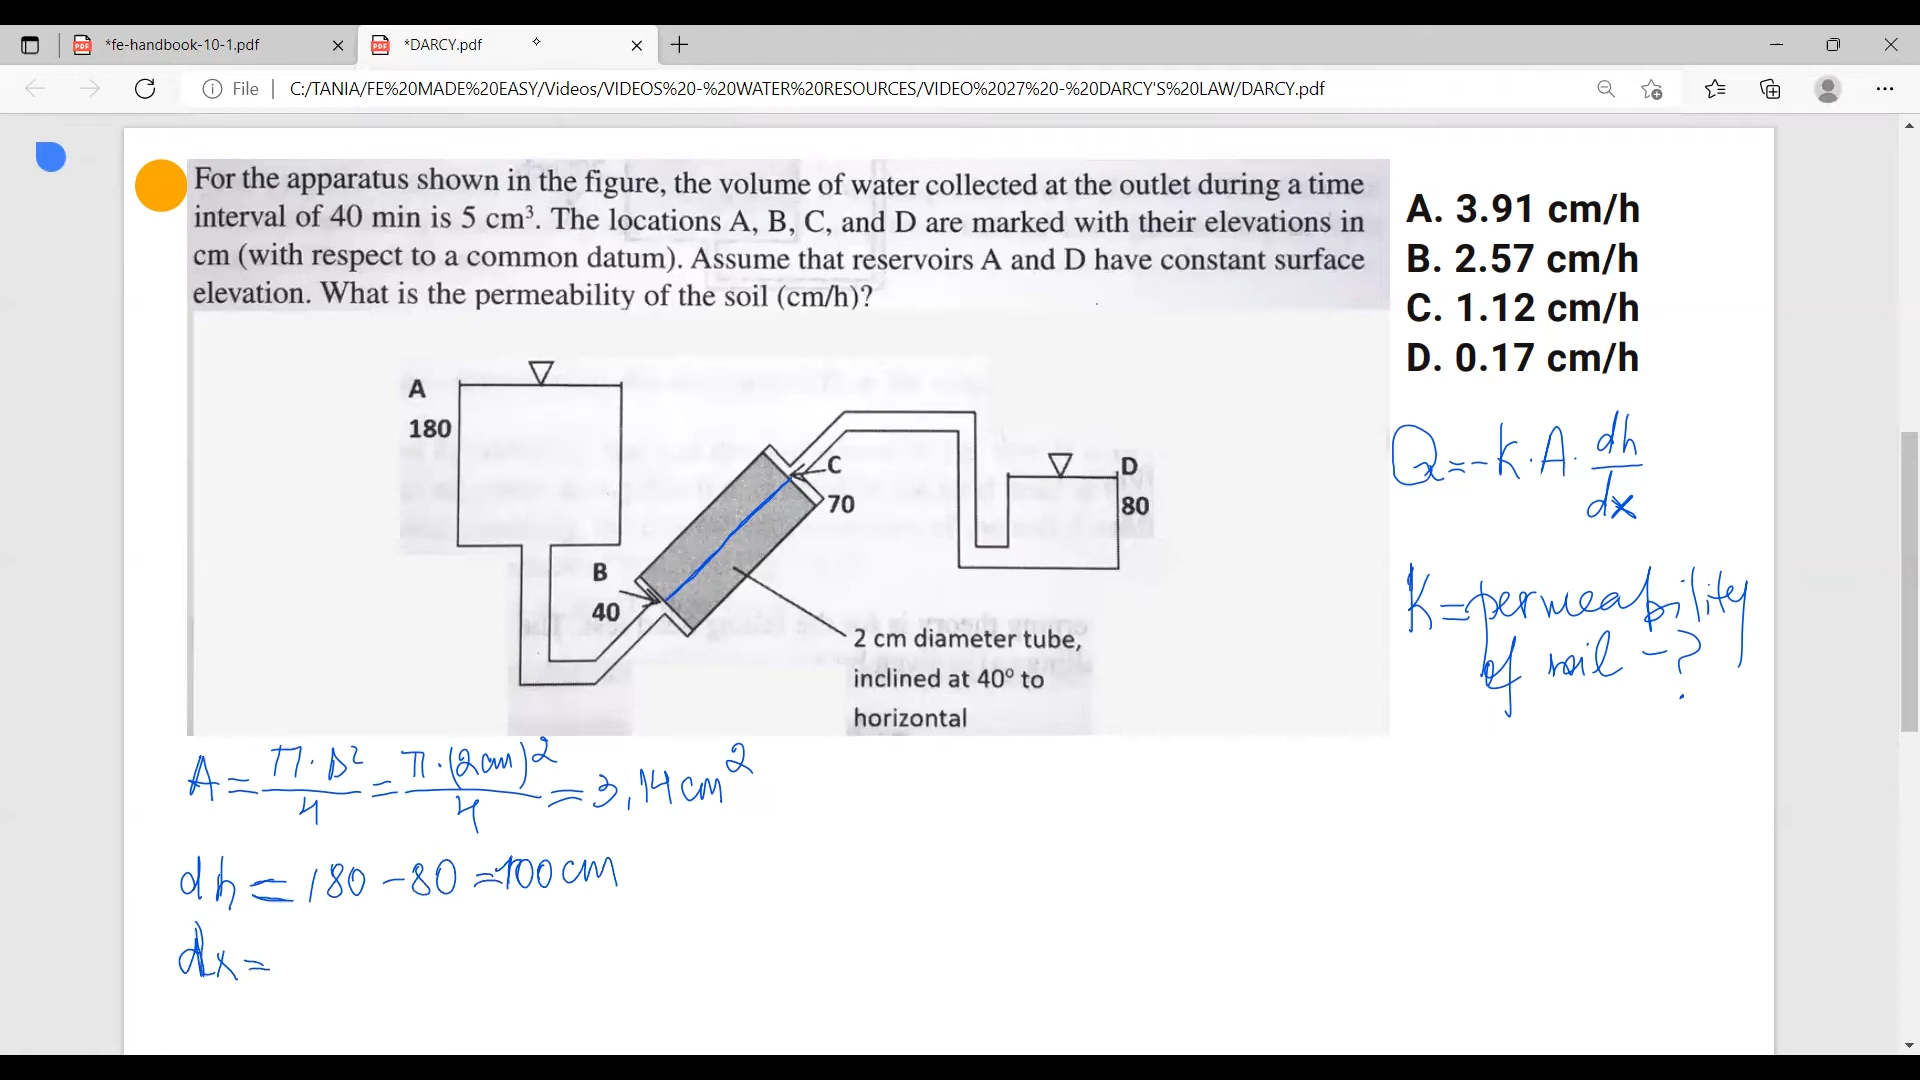 *fe-handbook-10-1.pdf
*DARCY.pdf
File
C:/TANIA/FE%20MADE%20EASY/Videos/VIDEOS%20-%20WATER%20RESOURCES/VIDEO%2027%20-%20DARCY'S%20LAW/DARCY.pdf
For the apparatus shown in the figure, the volume of water collected at the outlet during a time
interval of 40 min is 5 cm³. The locations A, B, C, and D are marked with their elevations in
cm (with respect to a common datum). Assume that reservoirs A and D have constant surface
elevation. What is the permeability of the soil (cm/h)?
A. 3.91 cm/h
B. 2.57 cm/h
C. 1.12 cm/h
D. 0.17 cm/h
A
180
B
40
C
70
D
80
2 cm diameter tube,
inclined at 40º to
horizontal
Q = -K·A·dh/dx
K = permeability
of soil - ?
A = π·D²/4 = π·(2cm)²/4 = 3,14 cm²
dh = 180 - 80 = 100 cm
dx =